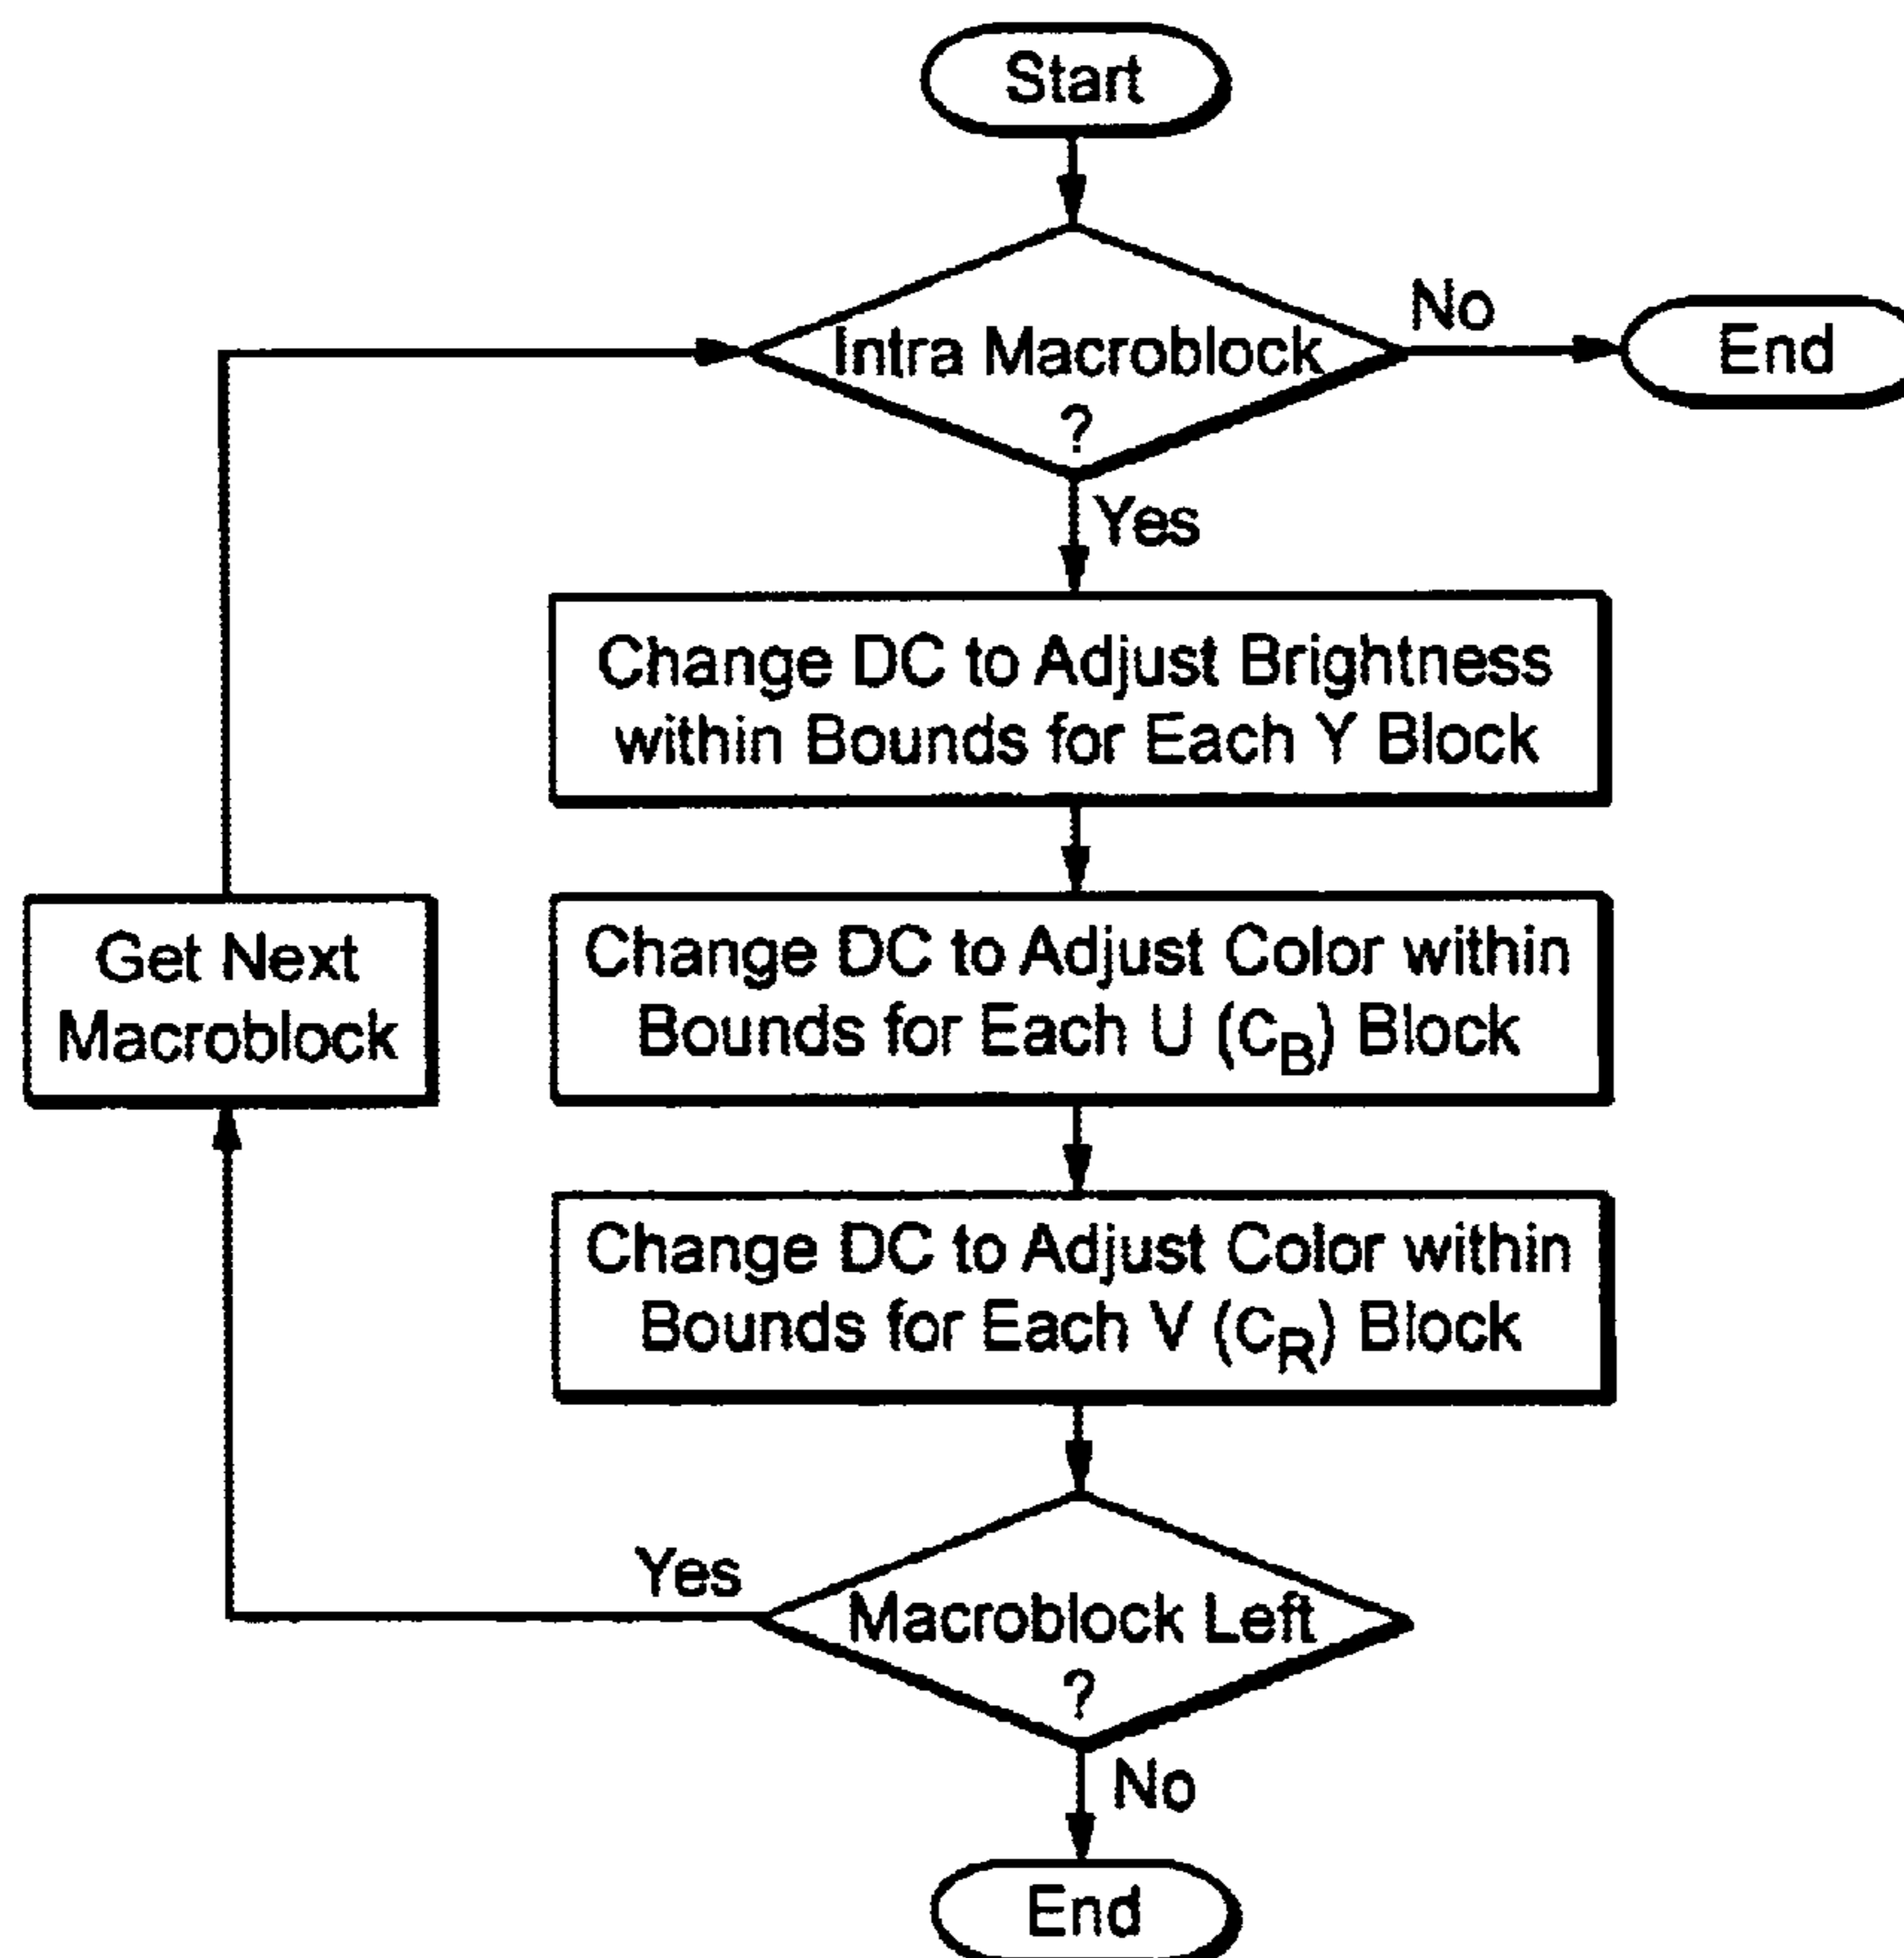 Start
Intra Macroblock
?
No
End
Yes
Change DC to Adjust Brightness
within Bounds for Each Y Block
Change DC to Adjust Color within
Bounds for Each U (CB) Block
Get Next
Macroblock
Change DC to Adjust Color within
Bounds for Each V (CR) Block
Yes
Macroblock Left
?
No
End